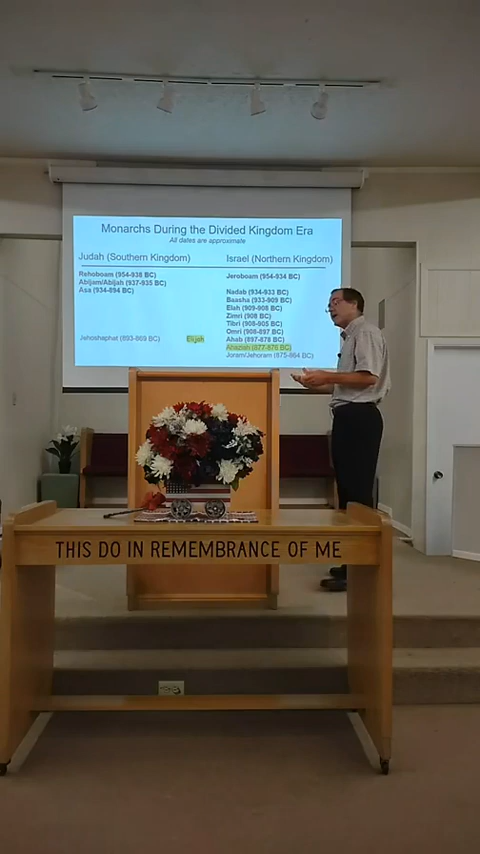 Monarchs During the Divided Kingdom Era
All dates are approximate
Judah (Southern Kingdom)
Israel (Northern Kingdom)
Rehoboam (954-938 BC)
Jeroboam (954-934 BC)
Abijam/Abijah (937-935 BC)
Asa (934-894 BC)
Nadab (934-933 BC)
Baasha (933-909 BC)
Elah (909-908 BC)
Zimri (908 BC)
Tibri (908-905 BC)
Omri (908-897 BC)
Jehoshaphat (893-869 BC)
Elijah
Ahab (897-878 BC)
Ahaziah (877-876 BC)
Joram/Jahoram (875-864 BC)
THIS DO IN REMEMBRANCE OF ME